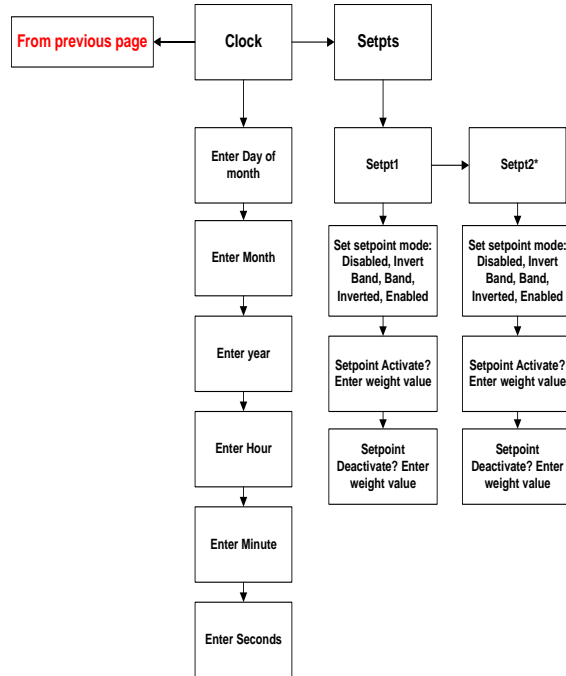 From previous page
Clock
Setpts
Enter Day of
month
Setpt1
Setpt2*
Enter Month
Set setpoint mode:
Disabled, Invert
Band, Band,
Inverted, Enabled
Set setpoint mode:
Disabled, Invert
Band, Band,
Inverted, Enabled
Enter year
Setpoint Activate?
Enter weight value
Setpoint Activate?
Enter weight value
Enter Hour
Setpoint
Deactivate? Enter
weight value
Setpoint
Deactivate? Enter
weight value
Enter Minute
Enter Seconds